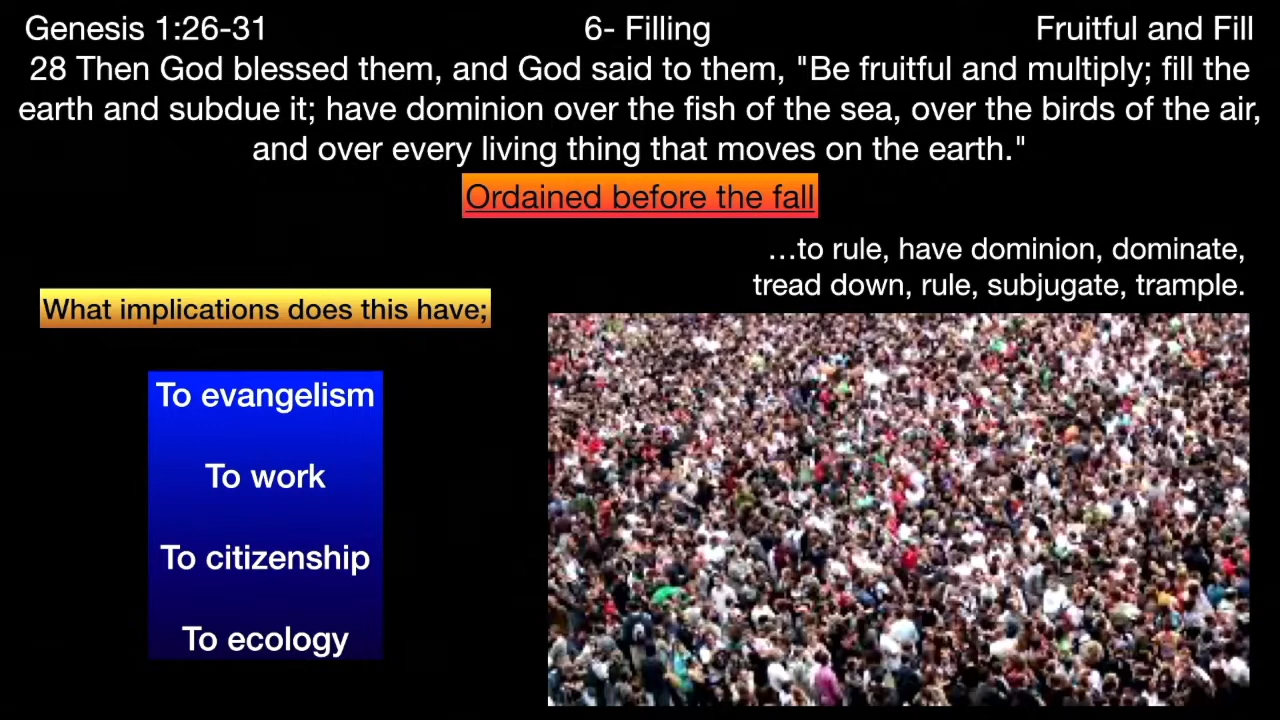 Genesis 1:26-31 6- Filling Fruitful and Fill
28 Then God blessed them, and God said to them, "Be fruitful and multiply; fill the
earth and subdue it; have dominion over the fish of the sea, over the birds of the air,
and over every living thing that moves on the earth."
Ordained before the fall
…to rule, have dominion, dominate,
tread down, rule, subjugate, trample.
What implications does this have;
To evangelism
To work
To citizenship
To ecology